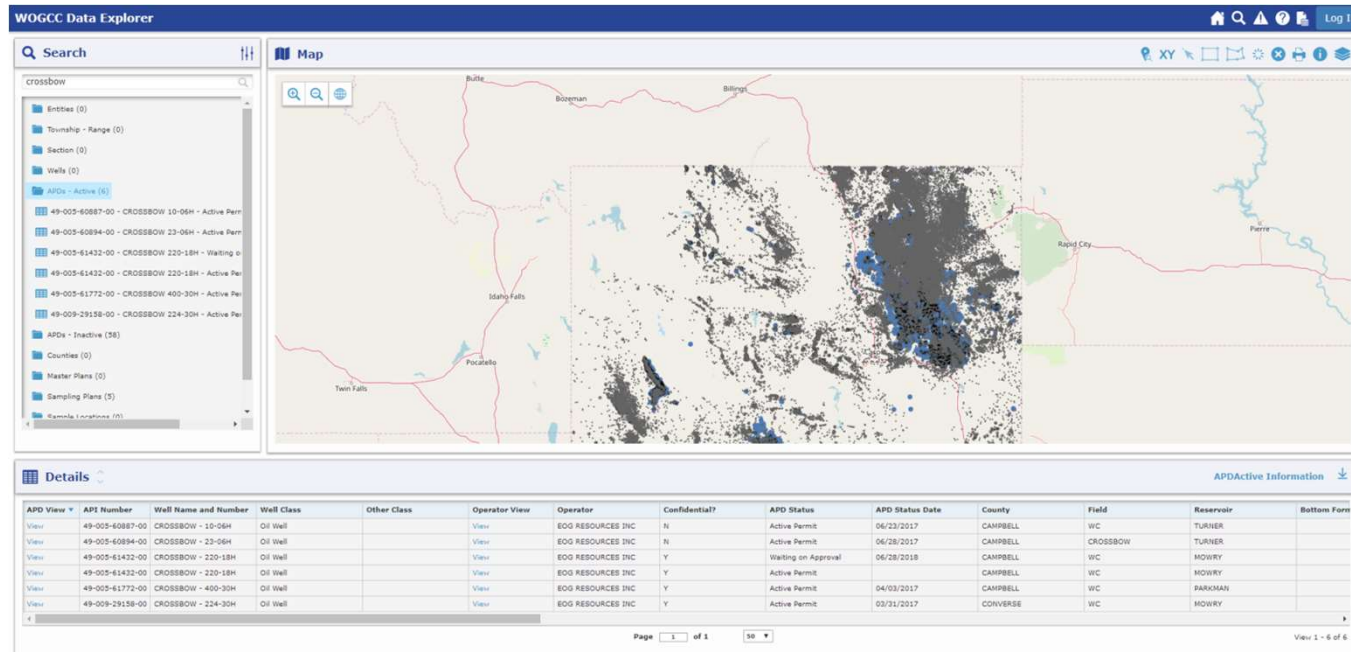 WOGCC Data Explorer
Log I
Search
Map
XY
crossbow
Entities (0)
Township - Range (0)
Section (0)
Wells (0)
APDs - Active (6)
49-005-60887-00 - CROSSBOW 10-06H - Active Perm
49-005-60894-00 - CROSSBOW 23-06H - Active Perm
49-005-61432-00 - CROSSBOW 220-18H - Waiting o
49-005-61432-00 - CROSSBOW 220-18H - Active Per
49-005-61772-00 - CROSSBOW 400-30H - Active Per
49-009-29158-00 - CROSSBOW 224-30H - Active Per
APDs - Inactive (58)
Counties (0)
Master Plans (0)
Sampling Plans (5)
Sample Locations (0)
Butte
Bozeman
Billings
Rapid City
Pierre
Idaho Falls
Pocatello
Twin Falls
Details
APDActive Information
APD View API Number Well Name and Number Well Class Other Class Operator View Operator Confidential? APD Status APD Status Date County Field Reservoir Bottom Form
View 49-005-60887-00 CROSSBOW - 10-06H Oil Well View EOG RESOURCES INC N Active Permit 06/23/2017 CAMPBELL WC TURNER
View 49-005-60894-00 CROSSBOW - 23-06H Oil Well View EOG RESOURCES INC N Active Permit 06/28/2017 CAMPBELL CROSSBOW TURNER
View 49-005-61432-00 CROSSBOW - 220-18H Oil Well View EOG RESOURCES INC Y Waiting on Approval 06/28/2018 CAMPBELL WC MOWRY
View 49-005-61432-00 CROSSBOW - 220-18H Oil Well View EOG RESOURCES INC Y Active Permit CAMPBELL WC MOWRY
View 49-005-61772-00 CROSSBOW - 400-30H Oil Well View EOG RESOURCES INC Y Active Permit 04/03/2017 CAMPBELL WC PARKMAN
View 49-009-29158-00 CROSSBOW - 224-30H Oil Well View EOG RESOURCES INC Y Active Permit 03/31/2017 CONVERSE WC MOWRY
Page 1 of 1 50
View 1 - 6 of 6